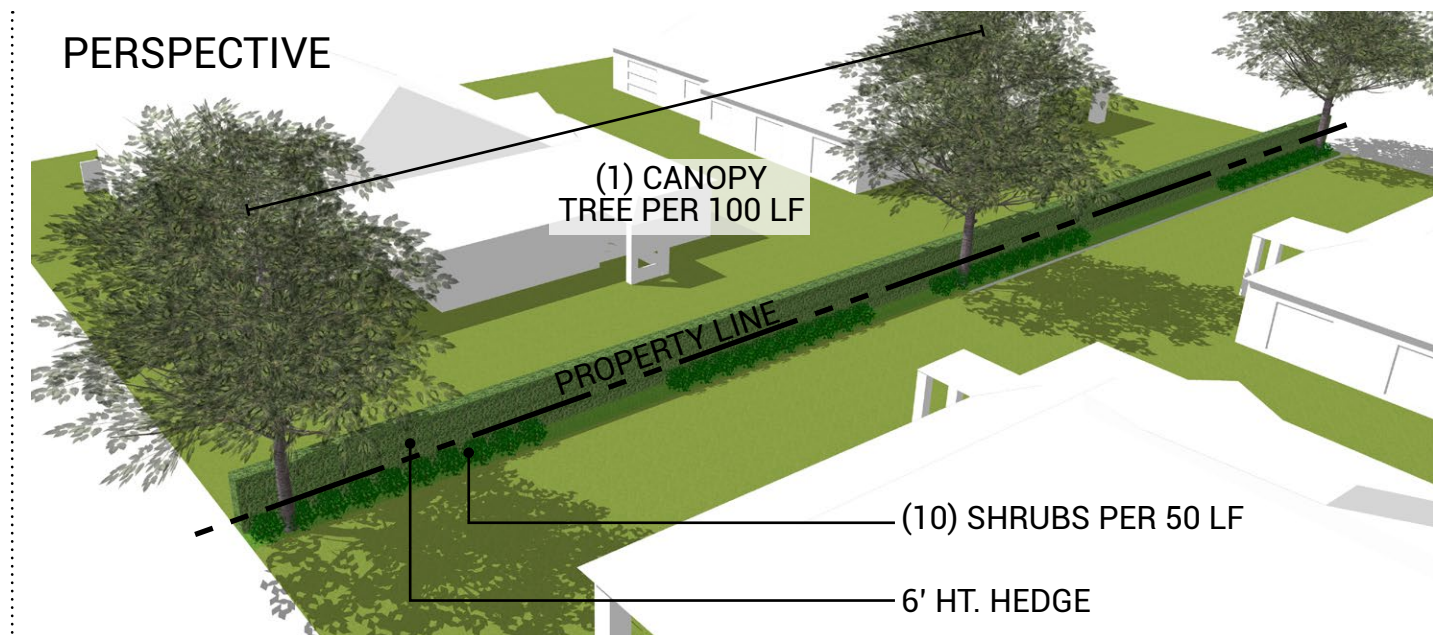 PERSPECTIVE
(1) CANOPY
TREE PER 100 LF
PROPERTY LINE
(10) SHRUBS PER 50 LF
6' HT. HEDGE